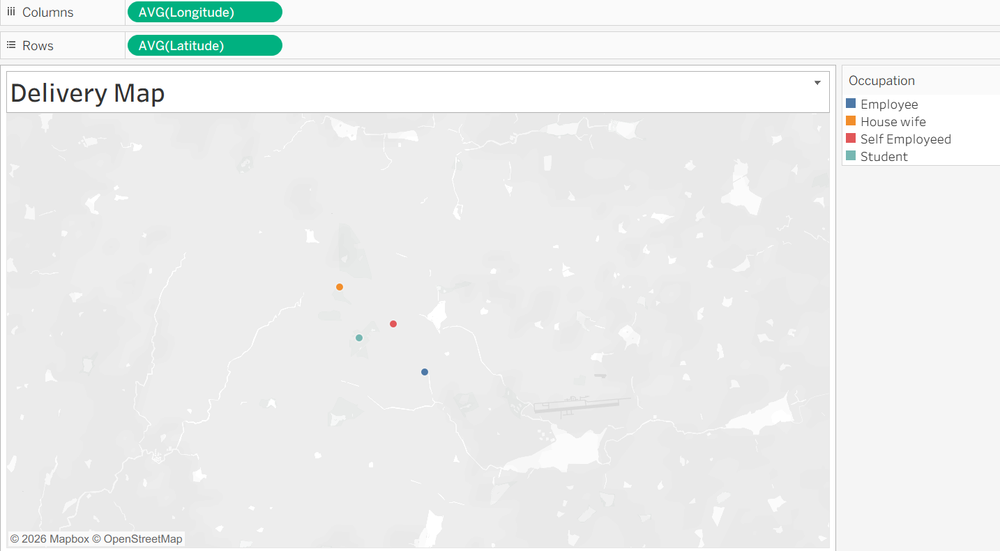 Columns
AVG(Longitude)
Rows
AVG(Latitude)
Delivery Map
Occupation
Employee
House wife
Self Employeed
Student
© 2026 Mapbox © OpenStreetMap